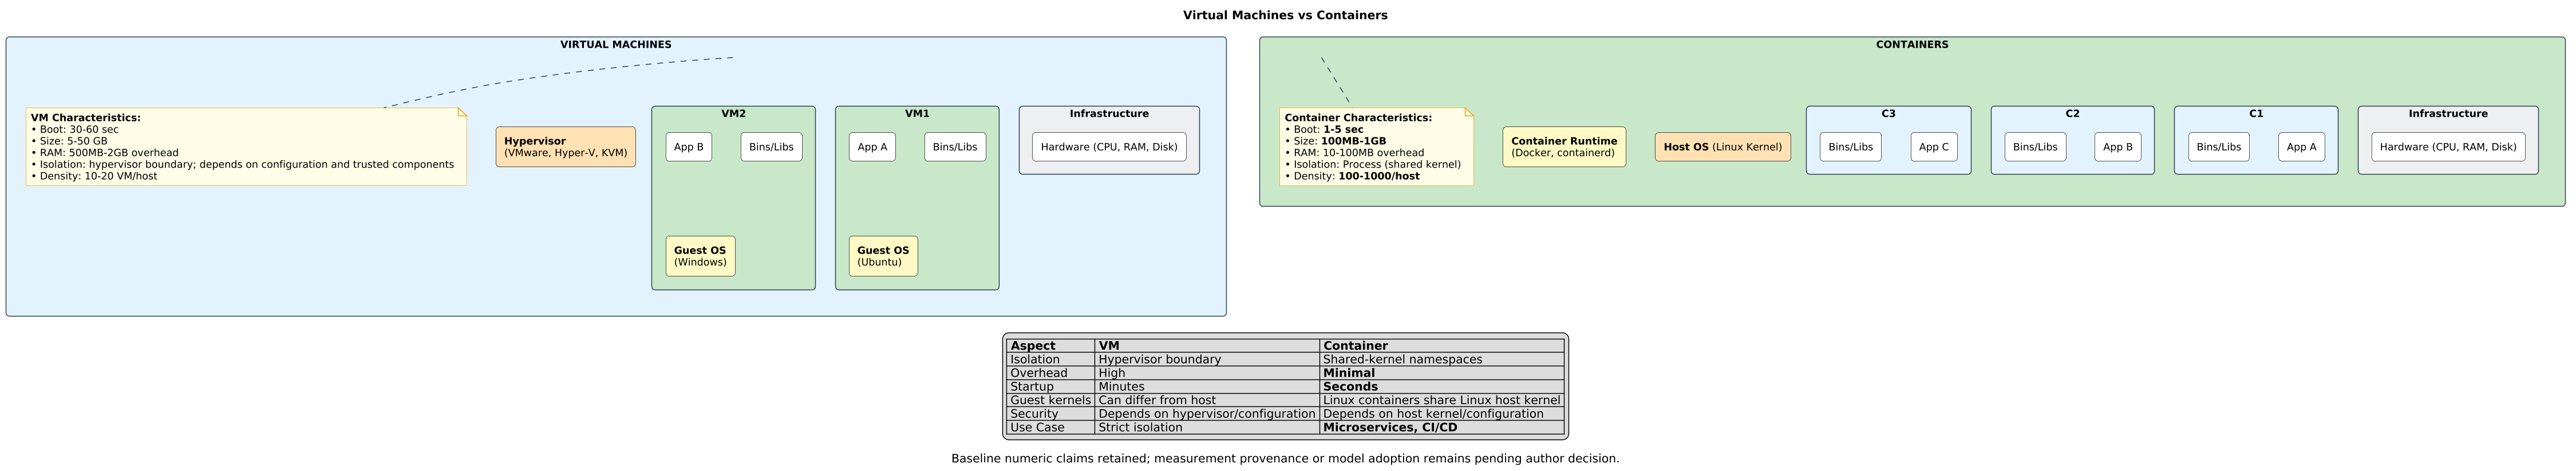 Virtual Machines vs Containers
VIRTUAL MACHINES
VM Characteristics:
• Boot: 30-60 sec
• Size: 5-50 GB
• RAM: 500MB-2GB overhead
• Isolation: hypervisor boundary; depends on configuration and trusted components
• Density: 10-20 VM/host
Hypervisor
(VMware, Hyper-V, KVM)
VM2
App B
Bins/Libs
Guest OS
(Windows)
VM1
App A
Bins/Libs
Guest OS
(Ubuntu)
Infrastructure
Hardware (CPU, RAM, Disk)
CONTAINERS
Container Characteristics:
• Boot: 1-5 sec
• Size: 100MB-1GB
• RAM: 10-100MB overhead
• Isolation: Process (shared kernel)
• Density: 100-1000/host
Container Runtime
(Docker, containerd)
Host OS (Linux Kernel)
C3
Bins/Libs
App C
C2
Bins/Libs
App B
C1
Bins/Libs
App A
Infrastructure
Hardware (CPU, RAM, Disk)
Aspect VM Container
Isolation Hypervisor boundary Shared-kernel namespaces
Overhead High Minimal
Startup Minutes Seconds
Guest kernels Can differ from host Linux containers share Linux host kernel
Security Depends on hypervisor/configuration Depends on host kernel/configuration
Use Case Strict isolation Microservices, CI/CD
Baseline numeric claims retained; measurement provenance or model adoption remains pending author decision.